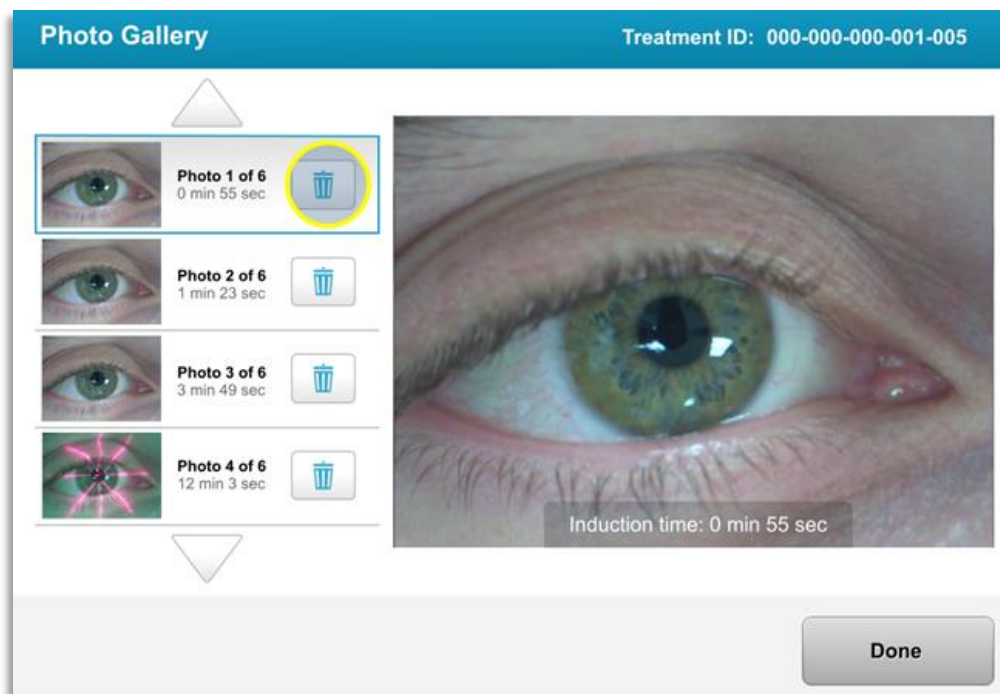 Photo Gallery
Treatment ID: 000-000-000-001-005
Photo 1 of 6
0 min 55 sec
Photo 2 of 6
1 min 23 sec
Photo 3 of 6
3 min 49 sec
Photo 4 of 6
12 min 3 sec
Induction time: 0 min 55 sec
Done